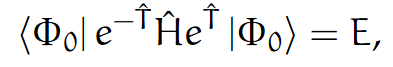 ⟨Φ₀| e^{−T̂} Ĥ e^{T̂} |Φ₀⟩ = E,